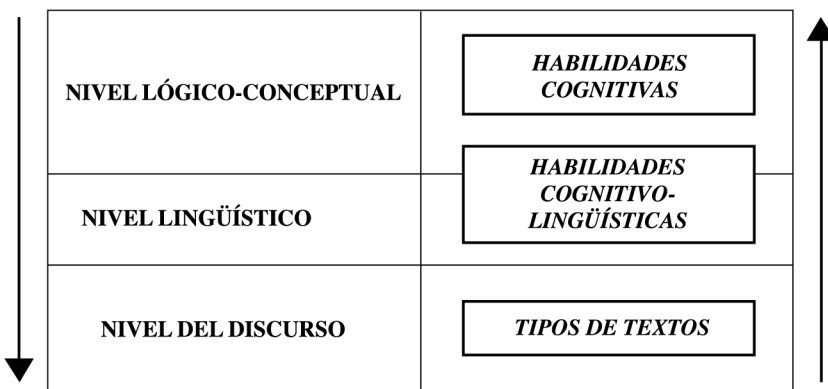 NIVEL LÓGICO-CONCEPTUAL
HABILIDADES
COGNITIVAS
NIVEL LINGÜÍSTICO
HABILIDADES
COGNITIVO-
LINGÜÍSTICAS
NIVEL DEL DISCURSO
TIPOS DE TEXTOS